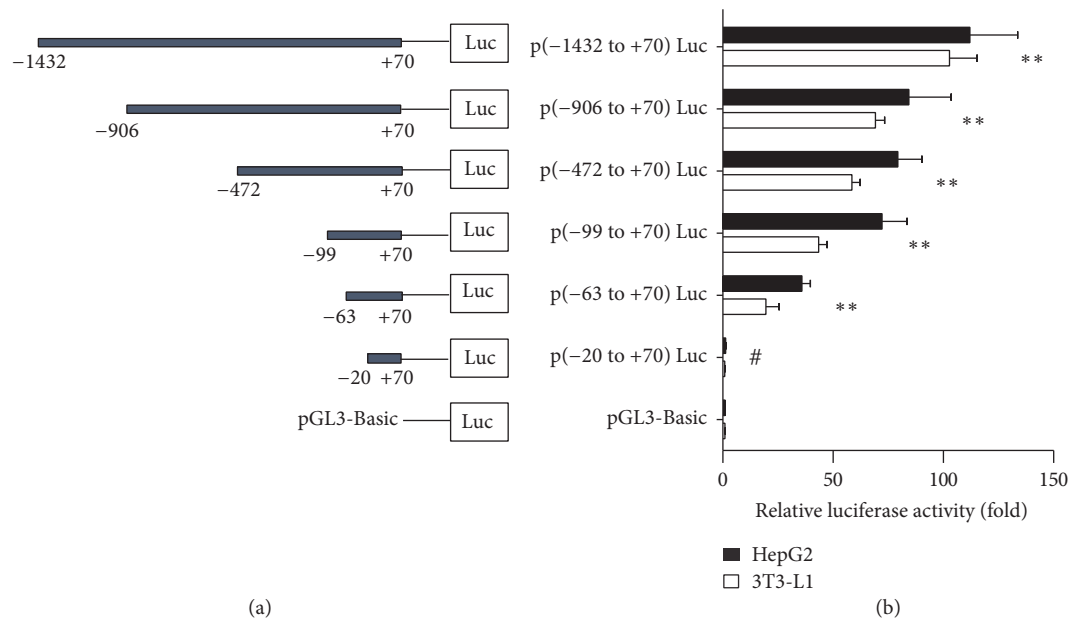 Luc
−1432 +70
Luc
−906 +70
Luc
−472 +70
Luc
−99 +70
Luc
−63 +70
Luc
−20 +70
pGL3-Basic Luc
(a)
p(−1432 to +70) Luc
**
p(−906 to +70) Luc
**
p(−472 to +70) Luc
**
p(−99 to +70) Luc
**
p(−63 to +70) Luc
**
p(−20 to +70) Luc
#
pGL3-Basic
0 50 100 150
Relative luciferase activity (fold)
HepG2
3T3-L1
(b)